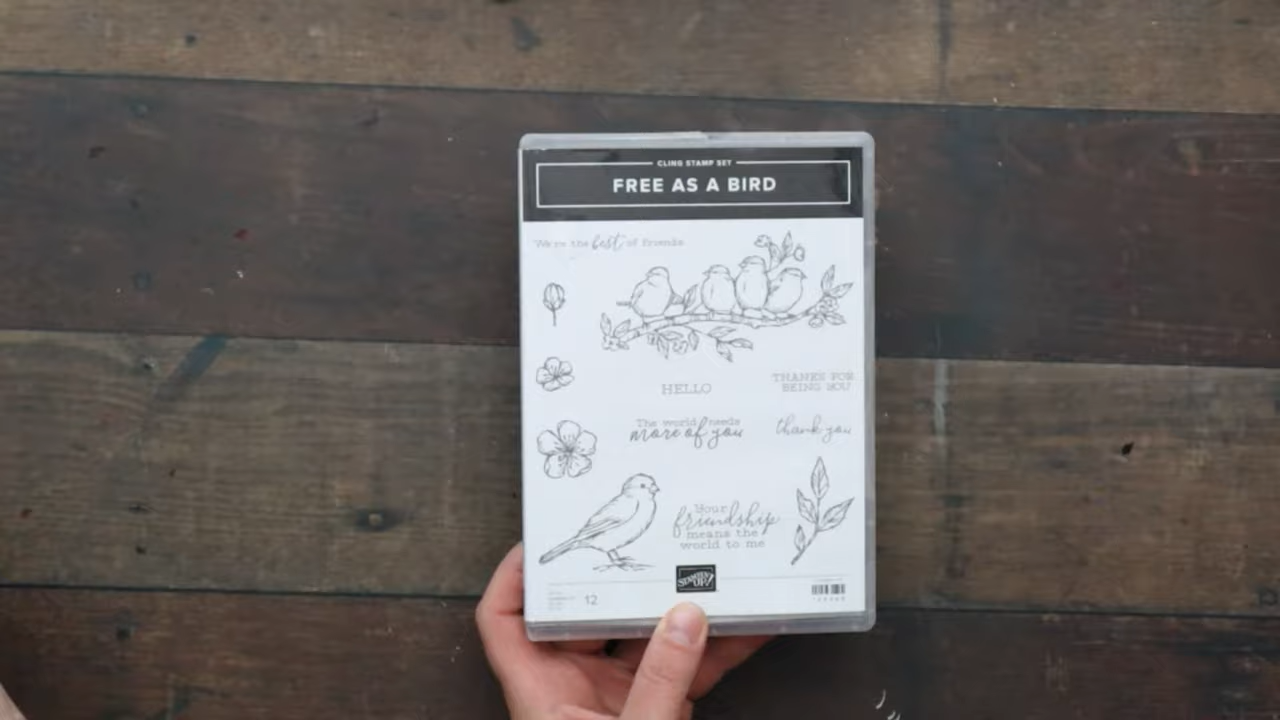 CLING STAMP SET
FREE AS A BIRD
We're the best of friends
HELLO
THANKS FOR
BEING YOU
The world needs
more of you
thank you
Your
friendship
means the
world to me
STAMPIN' UP!
12